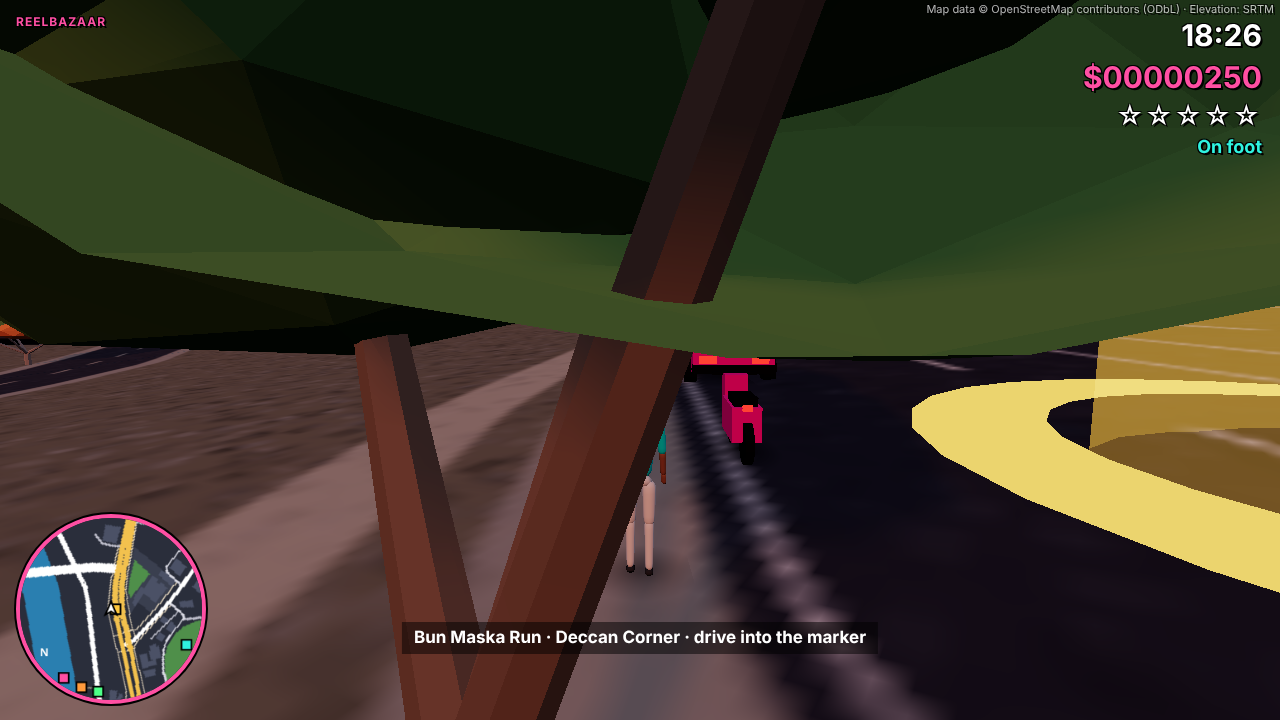 REELBAZAAR
Map data © OpenStreetMap contributors (ODbL) · Elevation: SRTM
18:26
$00000250
On foot
Bun Maska Run · Deccan Corner · drive into the marker
N